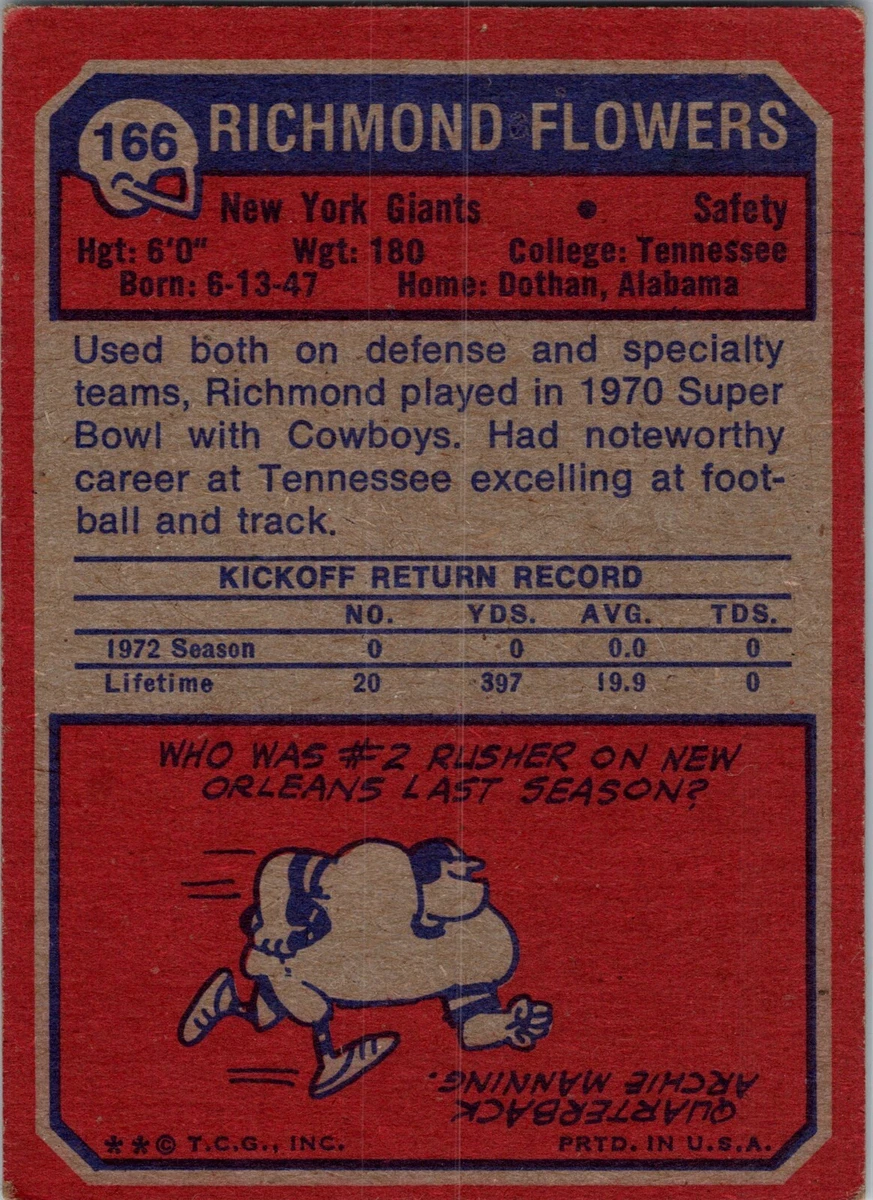 166 RICHMOND FLOWERS
New York Giants • Safety
Hgt: 6'0" Wgt: 180 College: Tennessee
Born: 6-13-47 Home: Dothan, Alabama
Used both on defense and specialty
teams, Richmond played in 1970 Super
Bowl with Cowboys. Had noteworthy
career at Tennessee excelling at foot-
ball and track.
KICKOFF RETURN RECORD
NO. YDS. AVG. TDS.
1972 Season 0 0 0.0 0
Lifetime 20 397 19.9 0
WHO WAS #2 RUSHER ON NEW
ORLEANS LAST SEASON?
QUARTERBACK
ARCHIE MANNING.
**© T.C.G., INC. PRTD. IN U.S.A.